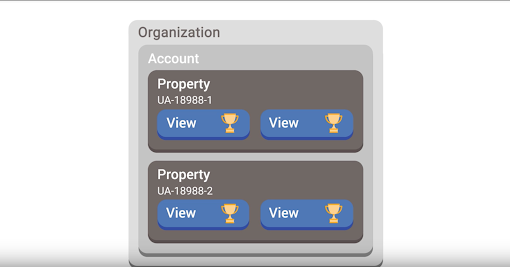 Organization
Account
Property
UA-18988-1
View View
Property
UA-18988-2
View View